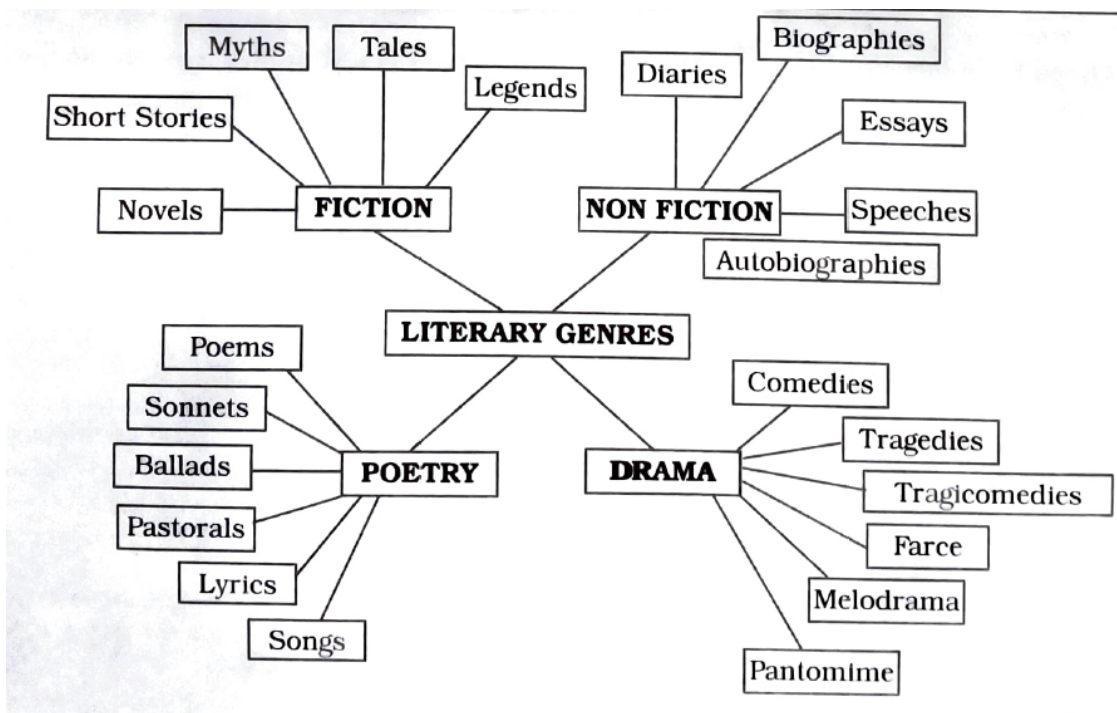 Myths
Tales
Legends
Short Stories
Novels
FICTION
Biographies
Diaries
Essays
Speeches
NON FICTION
Autobiographies
LITERARY GENRES
Poems
Sonnets
Ballads
Pastorals
Lyrics
Songs
POETRY
Comedies
Tragedies
Tragicomedies
DRAMA
Farce
Melodrama
Pantomime